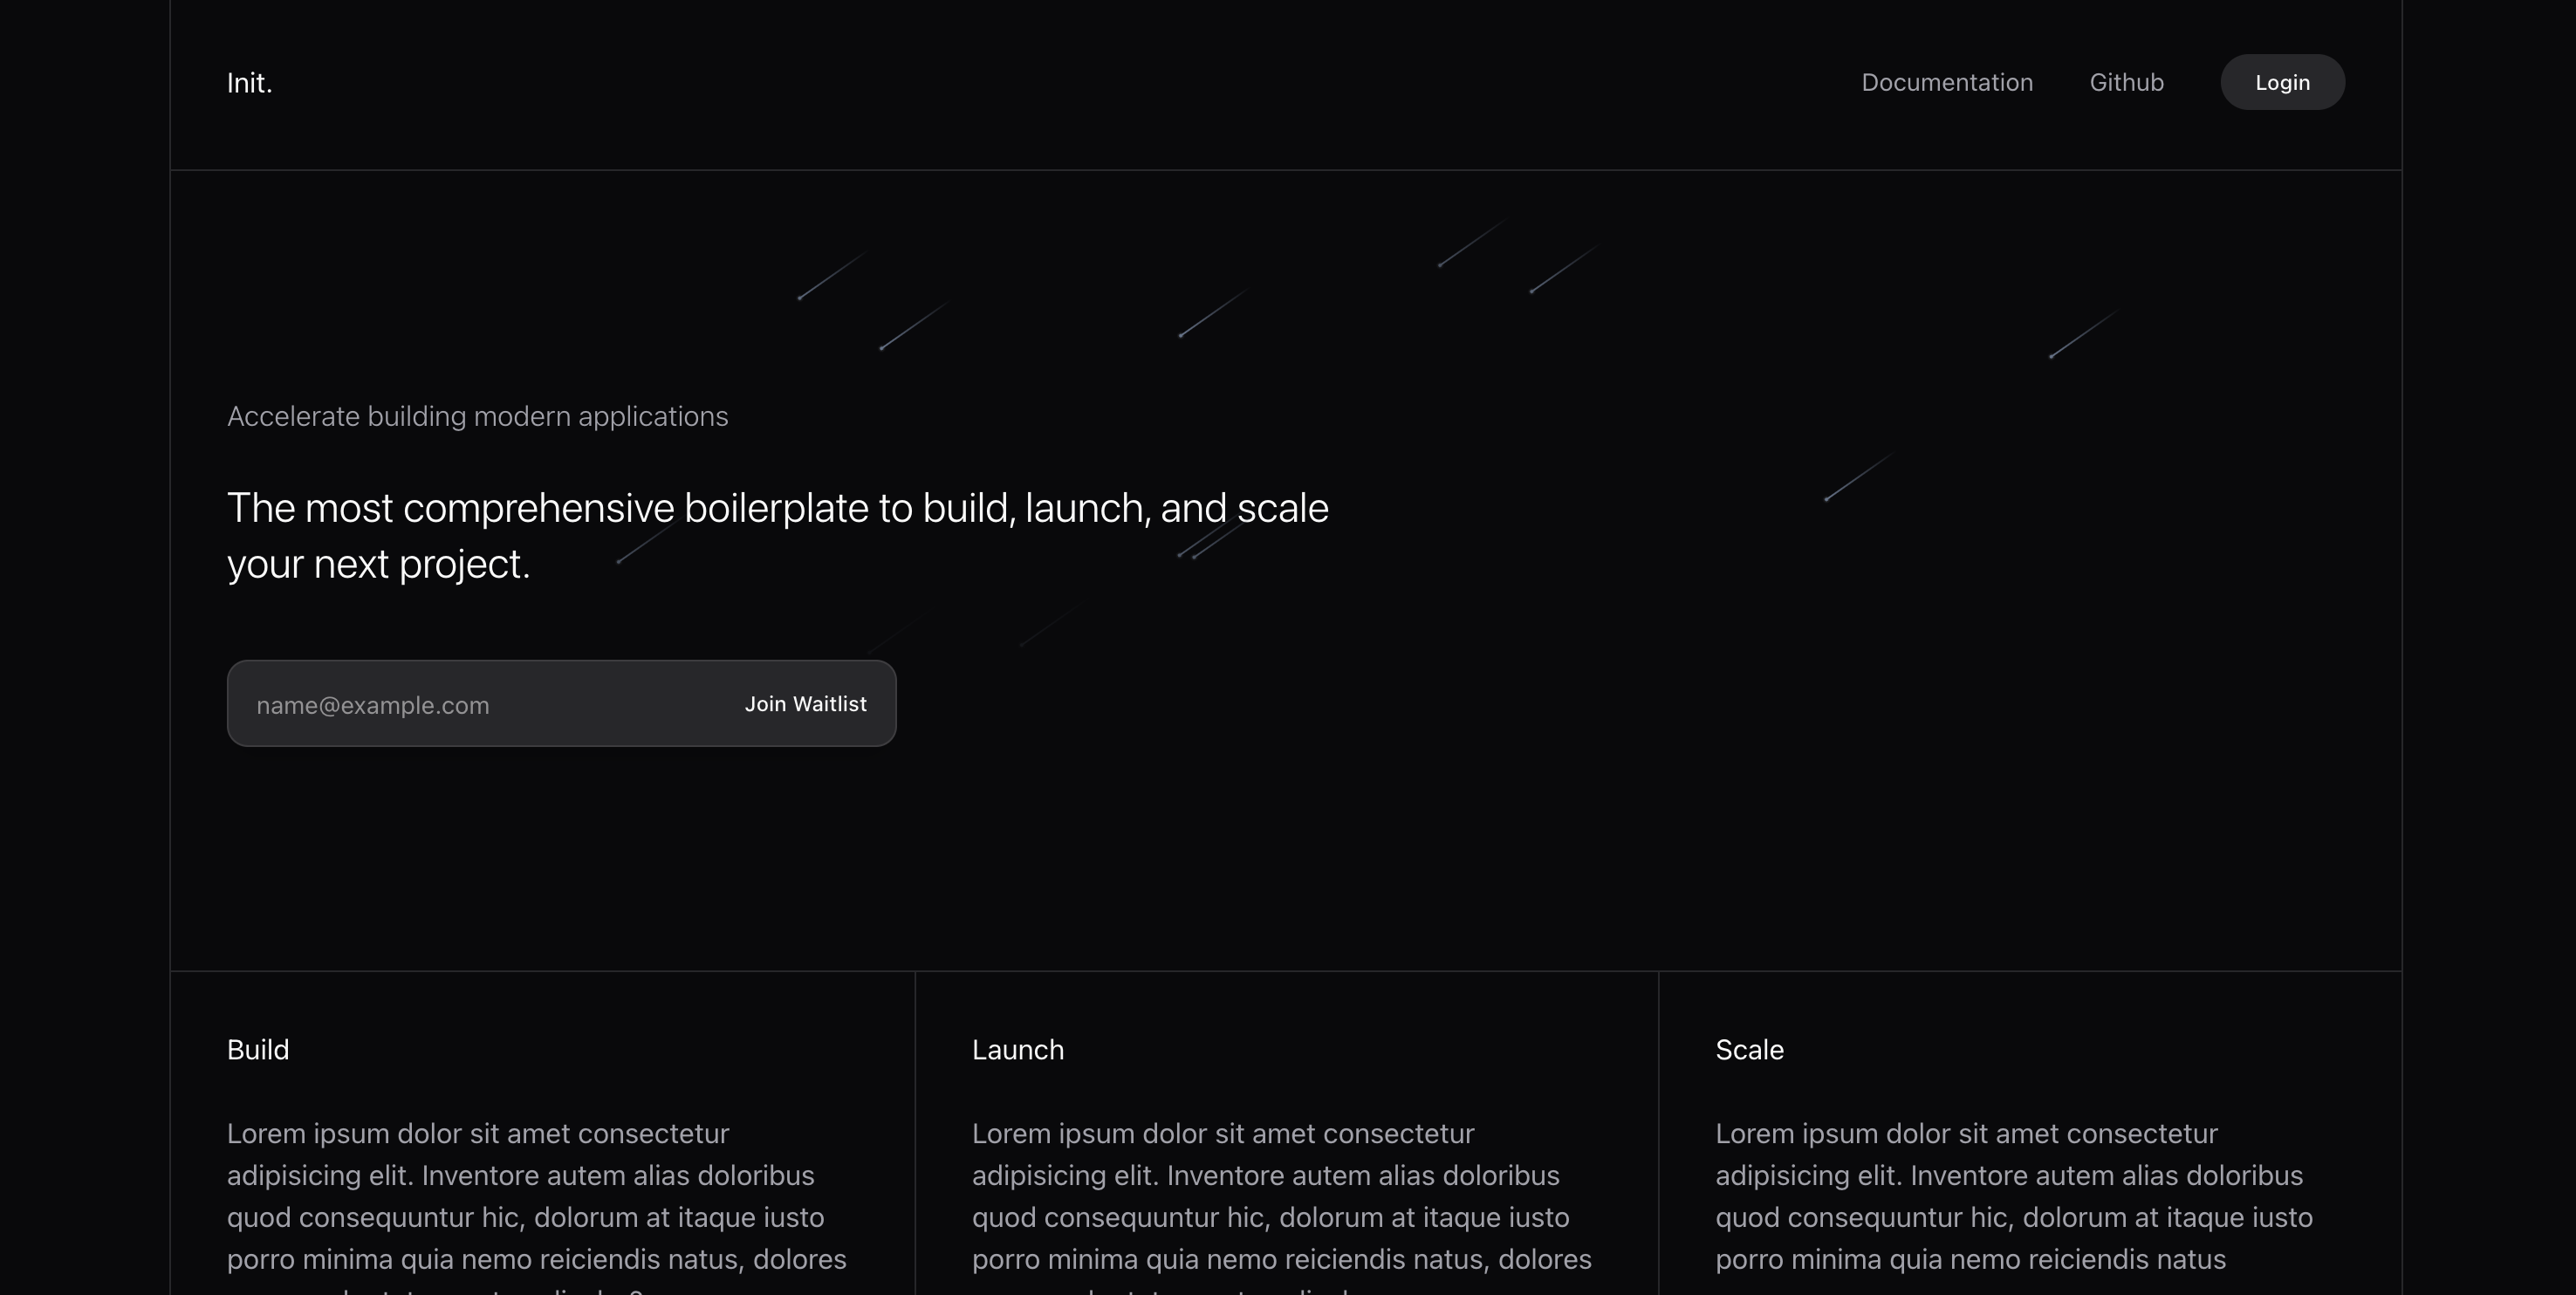 Init.
Documentation
Github
Login
Accelerate building modern applications
The most comprehensive boilerplate to build, launch, and scale
your next project.
name@example.com
Join Waitlist
Build
Lorem ipsum dolor sit amet consectetur
adipisicing elit. Inventore autem alias doloribus
quod consequuntur hic, dolorum at itaque iusto
porro minima quia nemo reiciendis natus, dolores
Launch
Lorem ipsum dolor sit amet consectetur
adipisicing elit. Inventore autem alias doloribus
quod consequuntur hic, dolorum at itaque iusto
porro minima quia nemo reiciendis natus, dolores
Scale
Lorem ipsum dolor sit amet consectetur
adipisicing elit. Inventore autem alias doloribus
quod consequuntur hic, dolorum at itaque iusto
porro minima quia nemo reiciendis natus